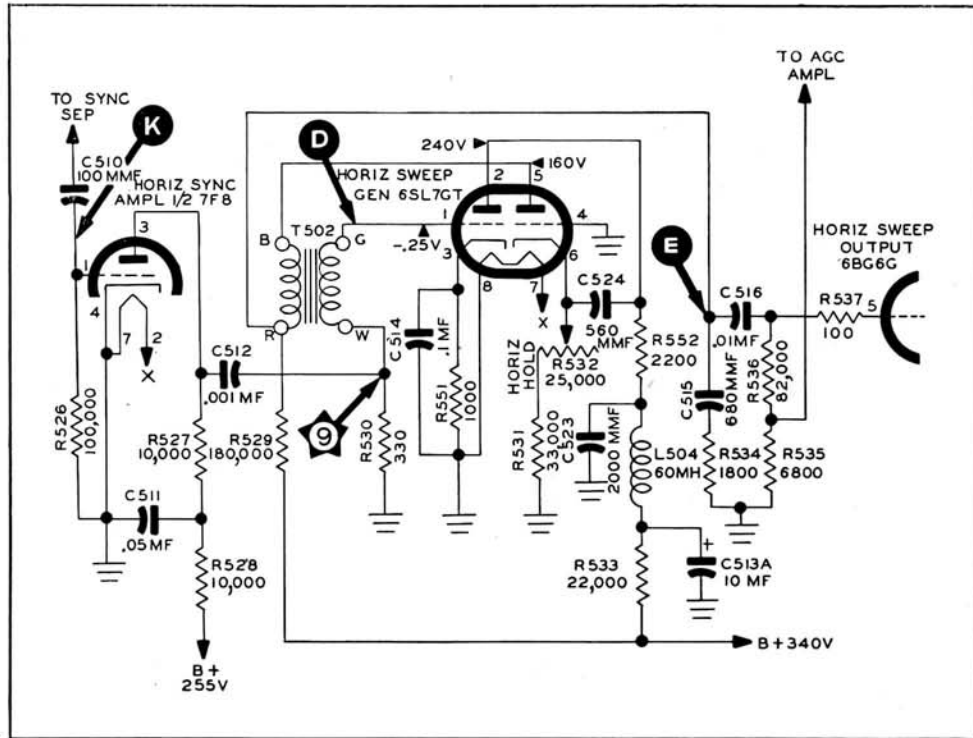 TO AGC
AMPL
TO SYNC
SEP
K
D
240V
160V
C510
100 MMF
HORIZ SYNC
AMPL 1/2 7F8
HORIZ SWEEP
GEN 6SL7GT
2
5
3
1
4
-.25V
T502
B
G
E
HORIZ SWEEP
OUTPUT
6BG6G
1
4
3
8
7
6
C524
560
MMF
C516
.01MF
R537
100
5
7
2
X
R
W
C514
.1 MF
X
HORIZ
HOLD
R532
25,000
R552
2200
C515
680MMF
R536
82,000
C512
.001 MF
R526
100,000
R527
10,000
R529
180,000
9
R530
330
R551
1000
R531
33,000
C523
2000 MMF
L504
60MH
R534
1800
R535
6800
C511
.05 MF
R528
10,000
R533
22,000
+
C513A
10 MF
B+
255V
B+340V